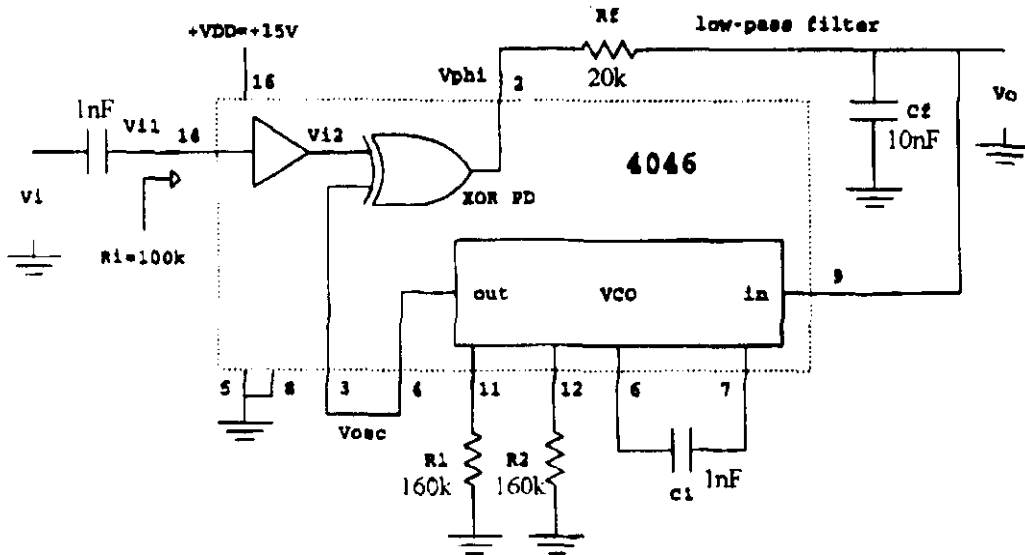 Rf
low-pass filter
+VDD=+15V
16
Vphi
2
20k
Vo
1nF
Vi1
14
Vi2
Cf
10nF
4046
XOR PD
Vi
Ri=100k
out
VCO
in
9
5
8
3
4
11
12
6
7
Vosc
R1
160k
R2
160k
Ci
1nF